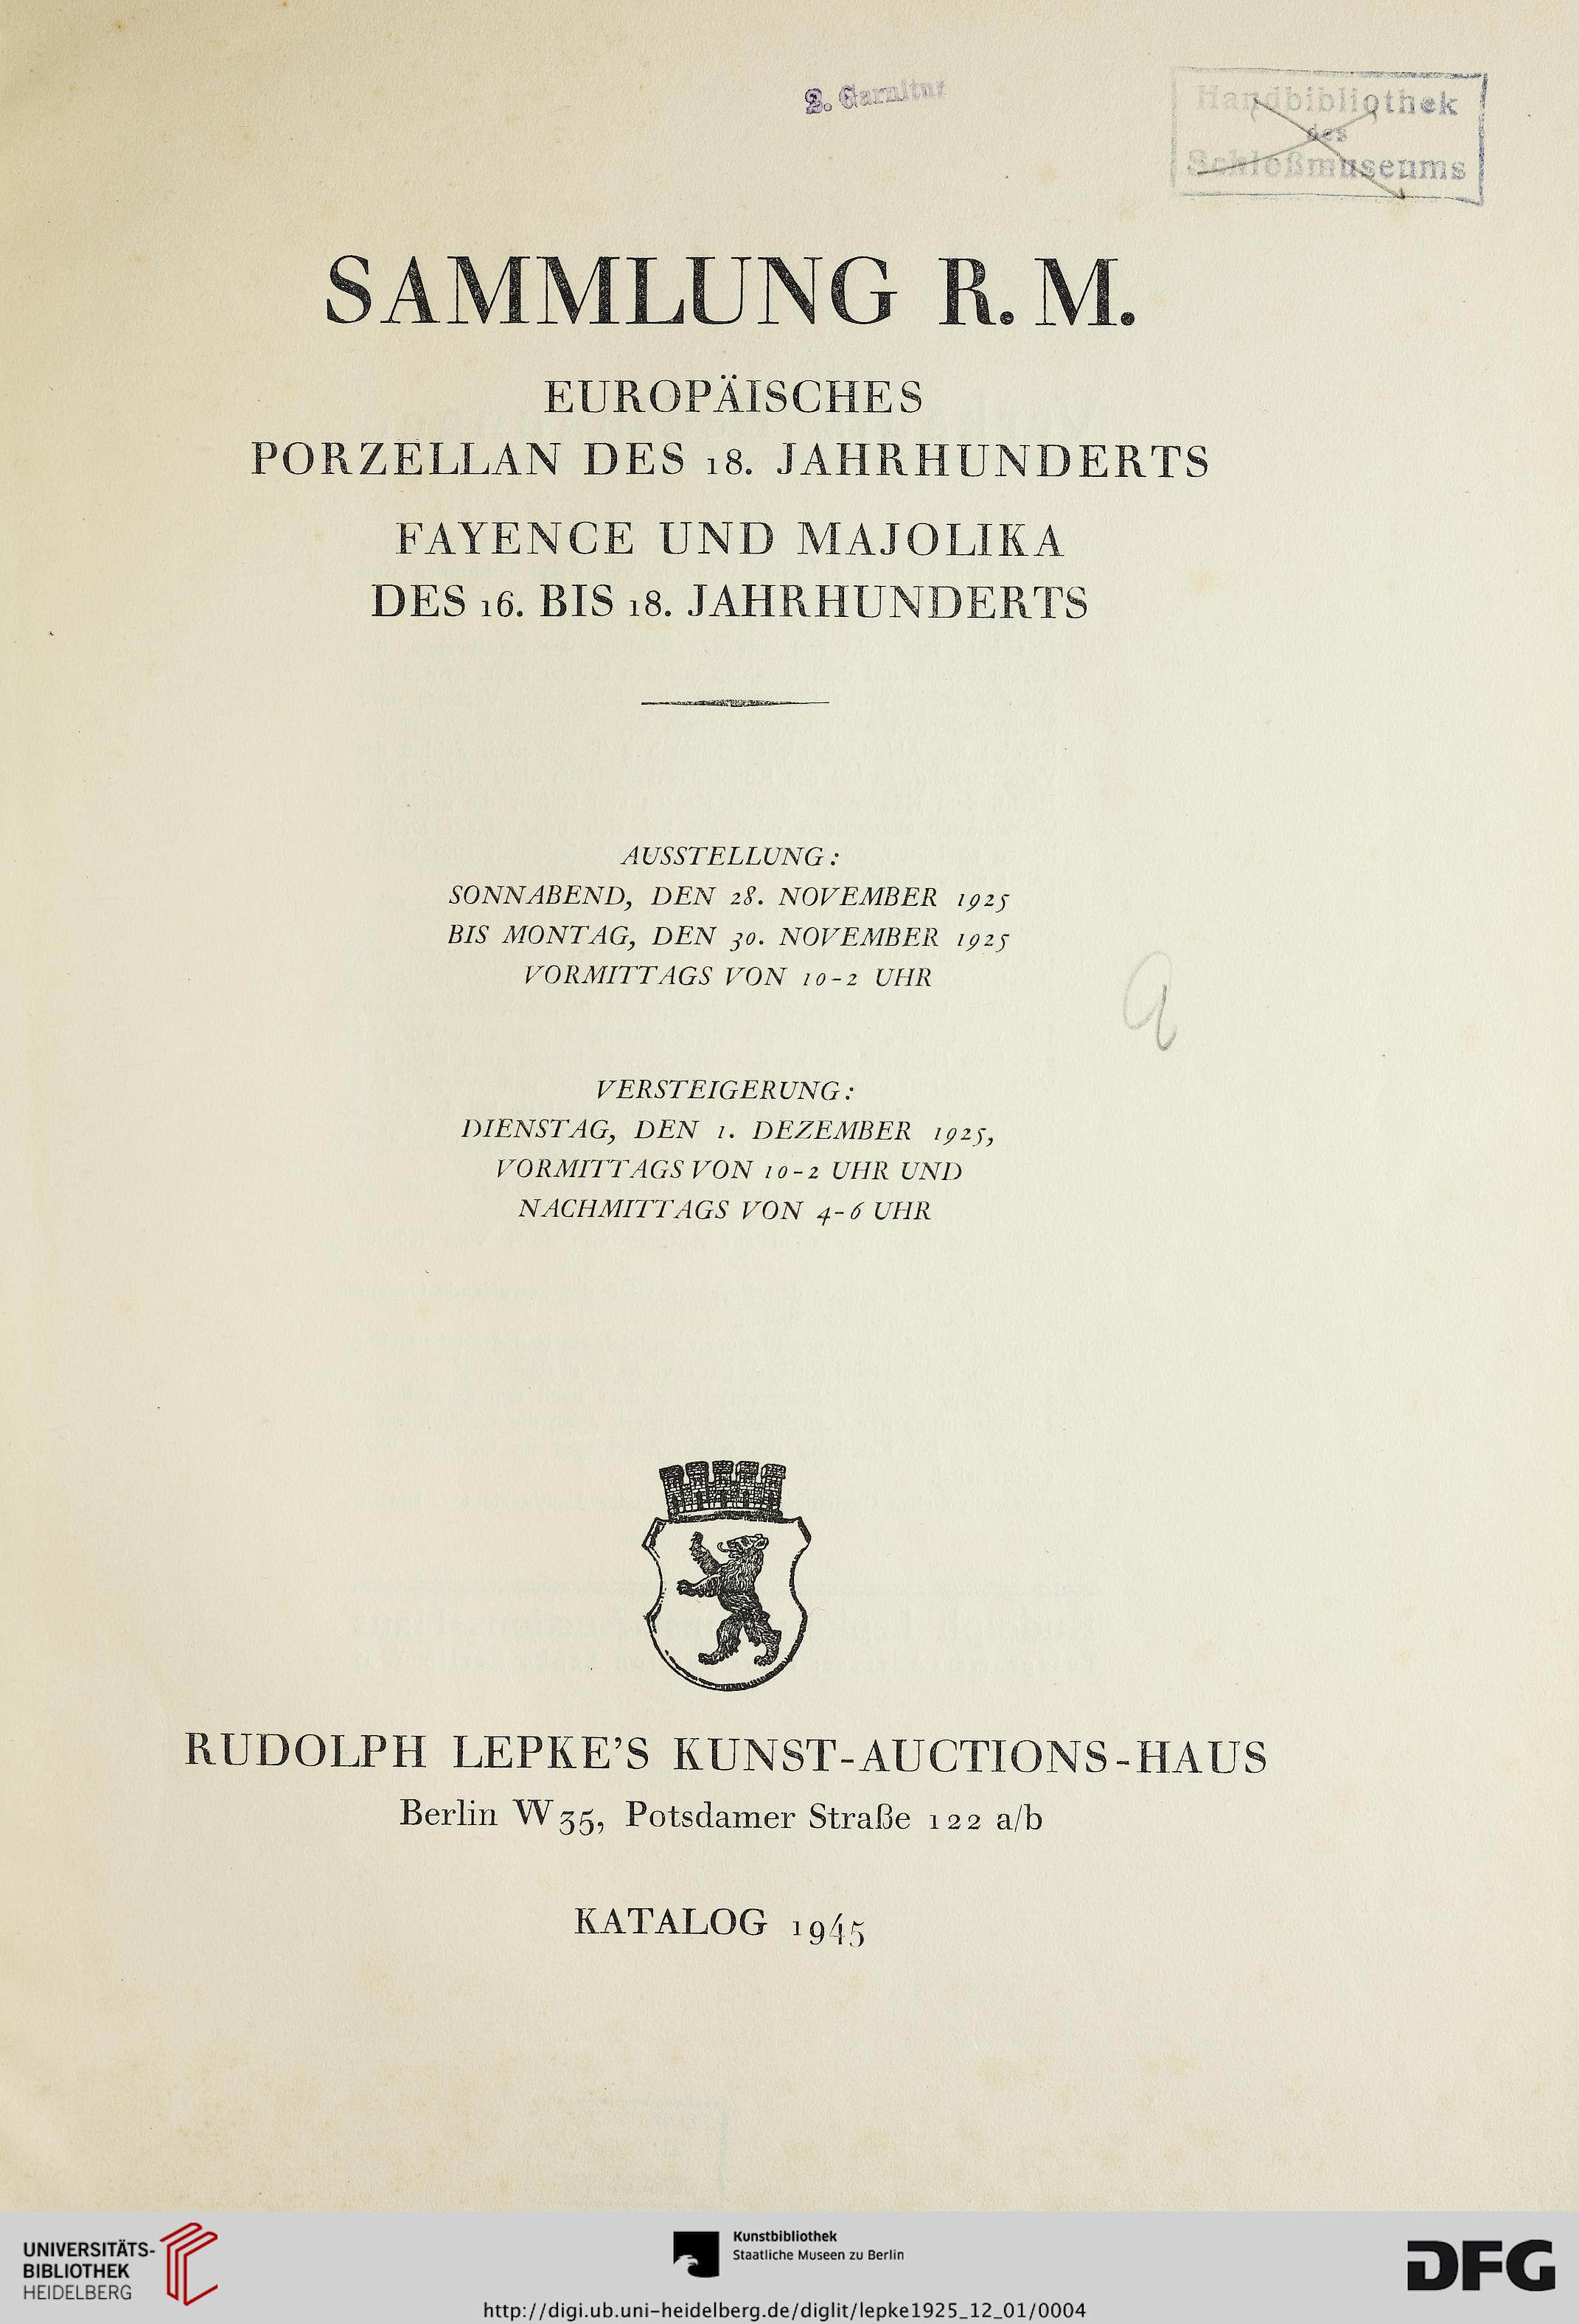 2. Garnitur
Handbibliothek
des
Schloßmuseums
SAMMLUNG R. M.
EUROPÄISCHES
PORZELLAN DES 18. JAHRHUNDERTS
FAYENCE UND MAJOLIKA
DES 16. BIS 18. JAHRHUNDERTS
AUSSTELLUNG:
SONNABEND, DEN 28. NOVEMBER 1925
BIS MONTAG, DEN 30. NOVEMBER 1925
VORMITTAGS VON 10-2 UHR
a
VERSTEIGERUNG:
DIENSTAG, DEN 1. DEZEMBER 1925,
VORMITTAGS VON 10-2 UHR UND
NACHMITTAGS VON 4-6 UHR
RUDOLPH LEPKE'S KUNST-AUCTIONS-HAUS
Berlin W 35, Potsdamer Straße 122 a/b
KATALOG 1945
UNIVERSITÄTS-
BIBLIOTHEK
HEIDELBERG
Kunstbibliothek
Staatliche Museen zu Berlin
DFG
http://digi.ub.uni-heidelberg.de/diglit/lepke1925_12_01/0004